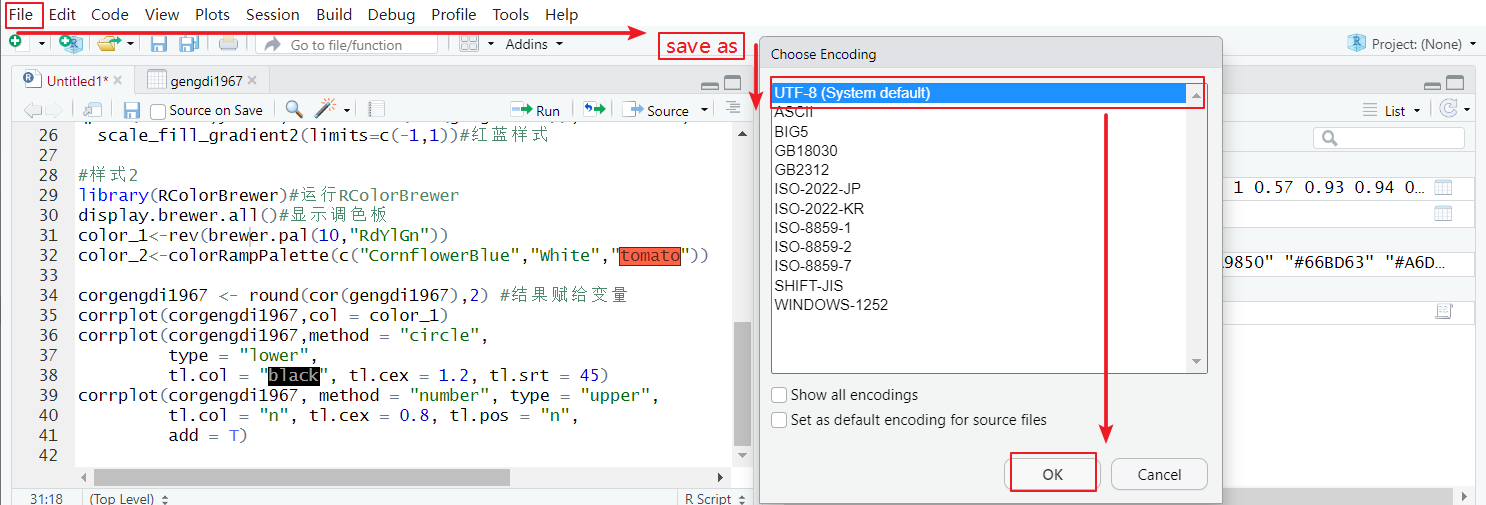 File Edit Code View Plots Session Build Debug Profile Tools Help
Go to file/function
Addins
save as
Project: (None)
Untitled1*
gengdi1967
Source on Save
Run
Source
26 scale_fill_gradient2(limits=c(-1,1))#红蓝样式
27
28 #样式2
29 library(RColorBrewer)#运行RColorBrewer
30 display.brewer.all()#显示调色板
31 color_1<-rev(brewer.pal(10,"RdYlGn"))
32 color_2<-colorRampPalette(c("CornflowerBlue","White","tomato"))
33
34 corgengdi1967 <- round(cor(gengdi1967),2) #结果赋给变量
35 corrplot(corgengdi1967,col = color_1)
36 corrplot(corgengdi1967,method = "circle",
37 type = "lower",
38 tl.col = "black", tl.cex = 1.2, tl.srt = 45)
39 corrplot(corgengdi1967, method = "number", type = "upper",
40 tl.col = "n", tl.cex = 0.8, tl.pos = "n",
41 add = T)
42
31:18 (Top Level) R Script
Choose Encoding
UTF-8 (System default)
ASCII
BIG5
GB18030
GB2312
ISO-2022-JP
ISO-2022-KR
ISO-8859-1
ISO-8859-2
ISO-8859-7
SHIFT-JIS
WINDOWS-1252
Show all encodings
Set as default encoding for source files
OK
Cancel
List
1 0.57 0.93 0.94 0…
9850" "#66BD63" "#A6D…